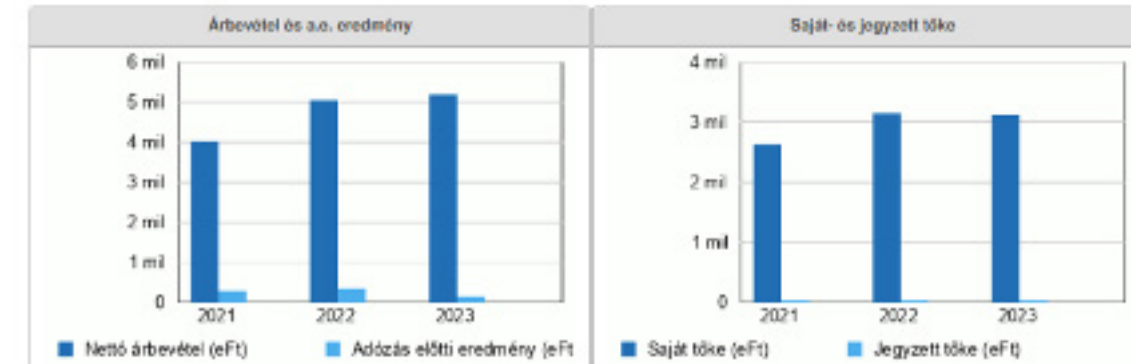 Árbevétel és a.e. eredmény
6 mil
5 mil
4 mil
3 mil
2 mil
1 mil
0
2021 2022 2023
Nettó árbevétel (eFt) Adózás előtti eredmény (eFt
Saját- és jegyzett tőke
4 mil
3 mil
2 mil
1 mil
0
2021 2022 2023
Saját tőke (eFt) Jegyzett tőke (eFt)